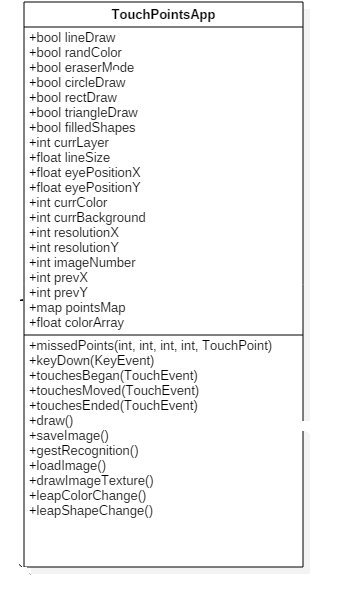 TouchPointsApp
+bool lineDraw
+bool randColor
+bool eraserMode
+bool circleDraw
+bool rectDraw
+bool triangleDraw
+bool filledShapes
+int currLayer
+float lineSize
+float eyePositionX
+float eyePositionY
+int currColor
+int currBackground
+int resolutionX
+int resolutionY
+int imageNumber
+int prevX
+int prevY
+map pointsMap
+float colorArray
+missedPoints(int, int, int, int, TouchPoint)
+keyDown(KeyEvent)
+touchesBegan(TouchEvent)
+touchesMoved(TouchEvent)
+touchesEnded(TouchEvent)
+draw()
+saveImage()
+gestRecognition()
+loadImage()
+drawImageTexture()
+leapColorChange()
+leapShapeChange()